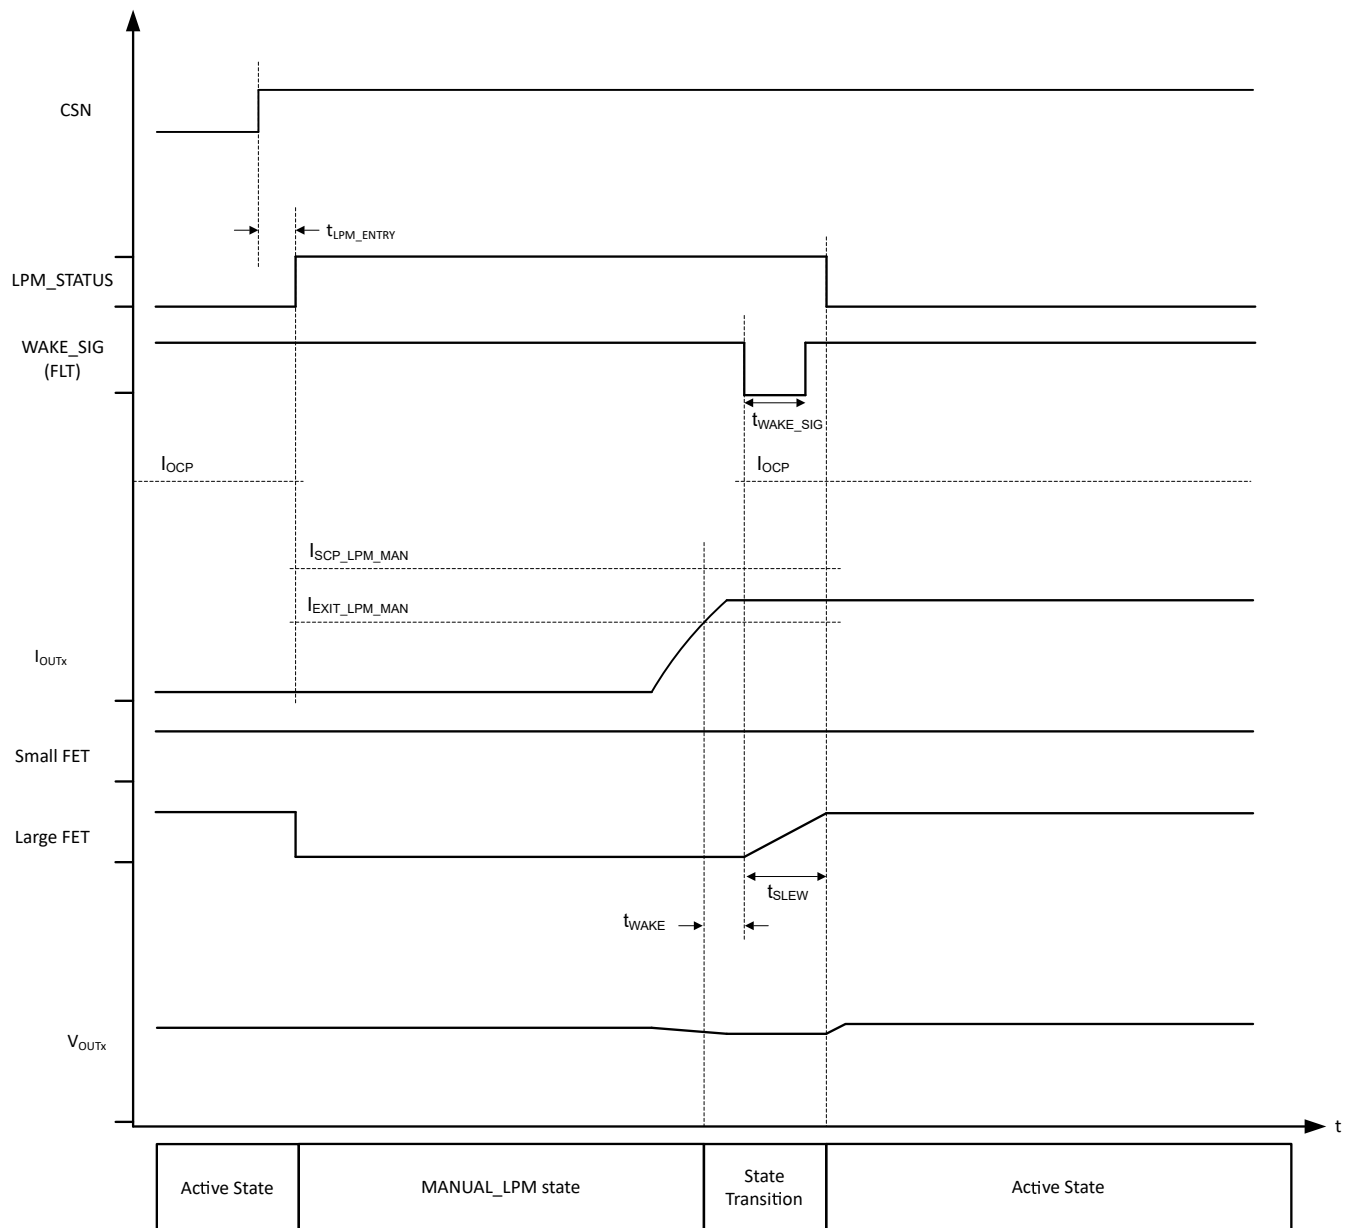 CSN
t_LPM_ENTRY
LPM_STATUS
WAKE_SIG
(FLT)
t_WAKE_SIG
I_OCP
I_OCP
I_SCP_LPM_MAN
I_EXIT_LPM_MAN
I_OUTx
Small FET
Large FET
t_SLEW
t_WAKE
V_OUTx
t
Active State
MANUAL_LPM state
State
Transition
Active State